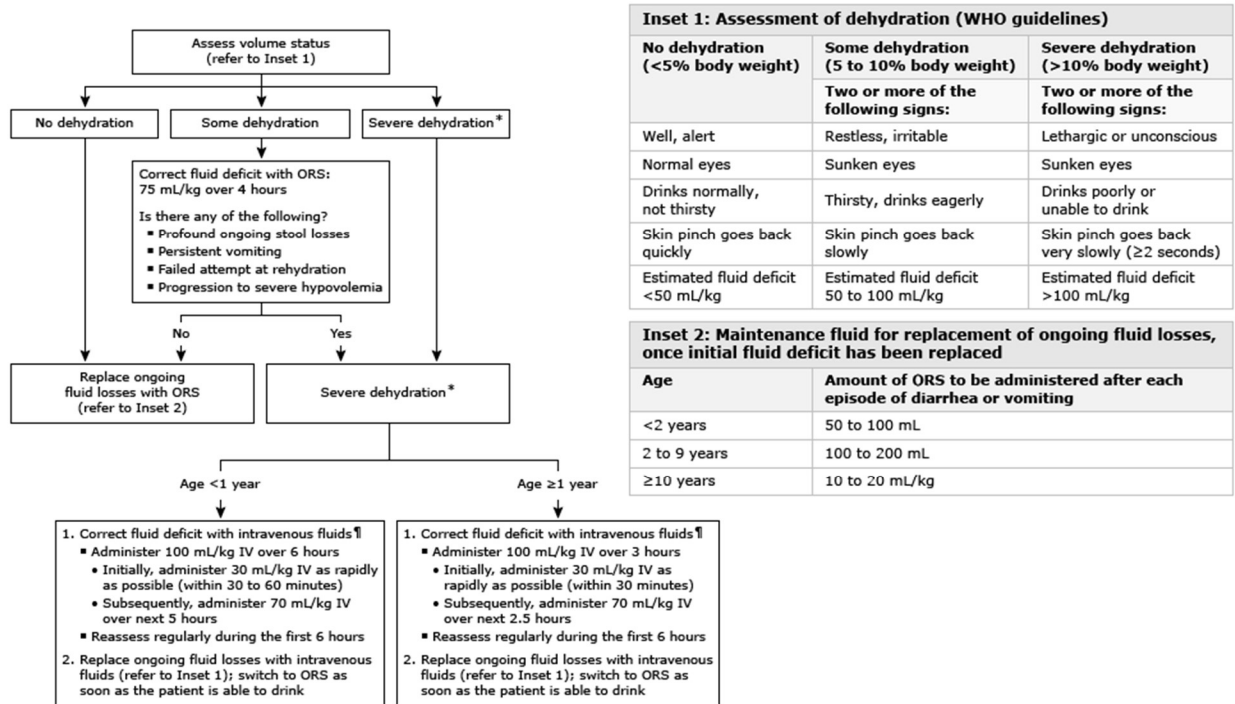 Assess volume status
(refer to Inset 1)
No dehydration
Some dehydration
Severe dehydration*
Correct fluid deficit with ORS:
75 mL/kg over 4 hours
Is there any of the following?
▪ Profound ongoing stool losses
▪ Persistent vomiting
▪ Failed attempt at rehydration
▪ Progression to severe hypovolemia
No
Yes
Replace ongoing
fluid losses with ORS
(refer to Inset 2)
Severe dehydration*
Age <1 year
Age ≥1 year
1. Correct fluid deficit with intravenous fluids¶
▪ Administer 100 mL/kg IV over 6 hours
• Initially, administer 30 mL/kg IV as rapidly
as possible (within 30 to 60 minutes)
• Subsequently, administer 70 mL/kg IV
over next 5 hours
▪ Reassess regularly during the first 6 hours
2. Replace ongoing fluid losses with intravenous
fluids (refer to Inset 1); switch to ORS as
soon as the patient is able to drink
1. Correct fluid deficit with intravenous fluids¶
▪ Administer 100 mL/kg IV over 3 hours
• Initially, administer 30 mL/kg IV as
rapidly as possible (within 30 minutes)
• Subsequently, administer 70 mL/kg IV
over next 2.5 hours
▪ Reassess regularly during the first 6 hours
2. Replace ongoing fluid losses with intravenous
fluids (refer to Inset 1); switch to ORS as
soon as the patient is able to drink
Inset 1: Assessment of dehydration (WHO guidelines)
No dehydration
(<5% body weight)
Some dehydration
(5 to 10% body weight)
Severe dehydration
(>10% body weight)
Two or more of the
following signs:
Two or more of the
following signs:
Well, alert
Restless, irritable
Lethargic or unconscious
Normal eyes
Sunken eyes
Sunken eyes
Drinks normally,
not thirsty
Thirsty, drinks eagerly
Drinks poorly or
unable to drink
Skin pinch goes back
quickly
Skin pinch goes back
slowly
Skin pinch goes back
very slowly (≥2 seconds)
Estimated fluid deficit
<50 mL/kg
Estimated fluid deficit
50 to 100 mL/kg
Estimated fluid deficit
>100 mL/kg
Inset 2: Maintenance fluid for replacement of ongoing fluid losses,
once initial fluid deficit has been replaced
Age
Amount of ORS to be administered after each
episode of diarrhea or vomiting
<2 years
50 to 100 mL
2 to 9 years
100 to 200 mL
≥10 years
10 to 20 mL/kg